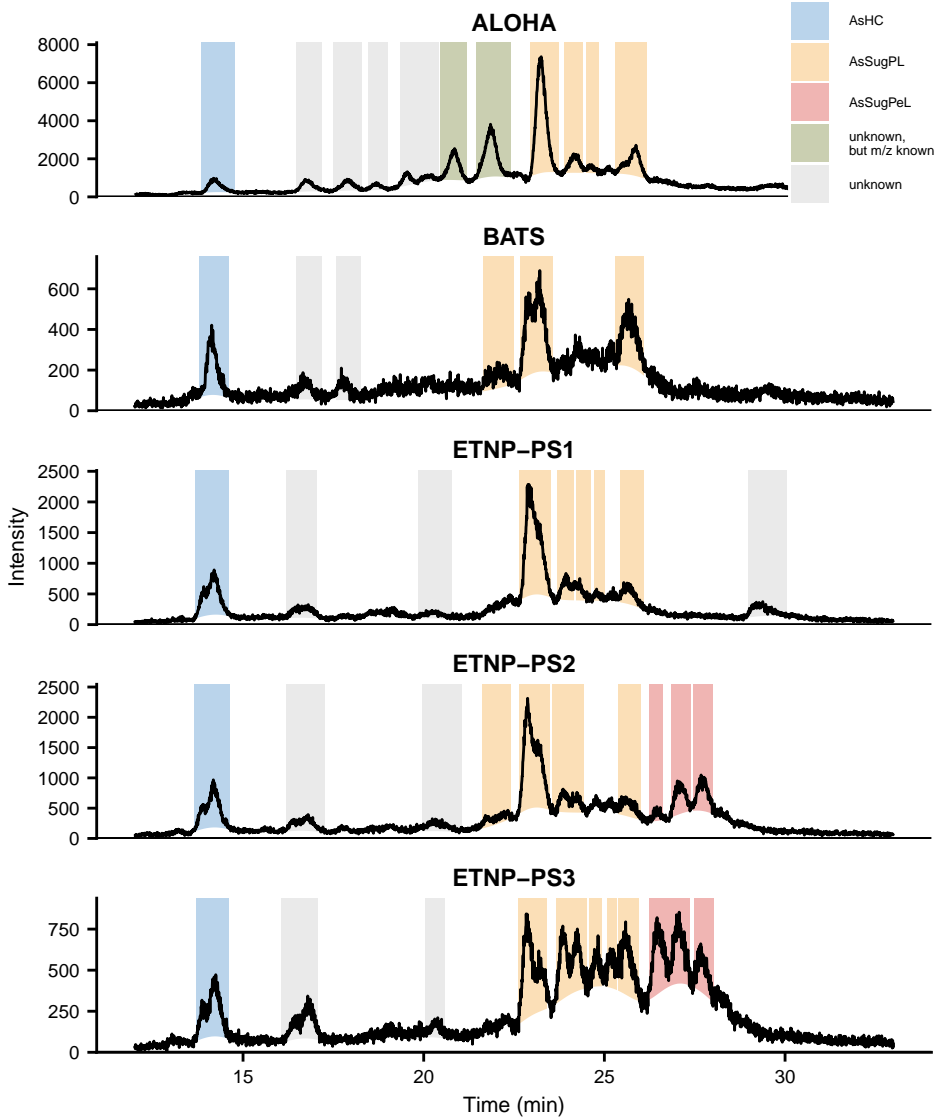 ALOHA
8000
6000
4000
2000
0
AsHC
AsSugPL
AsSugPeL
unknown,
but m/z known
unknown
BATS
600
400
200
0
ETNP−PS1
2500
2000
1500
1000
500
0
Intensity
ETNP−PS2
2500
2000
1500
1000
500
0
ETNP−PS3
750
500
250
0
15 20 25 30
Time (min)